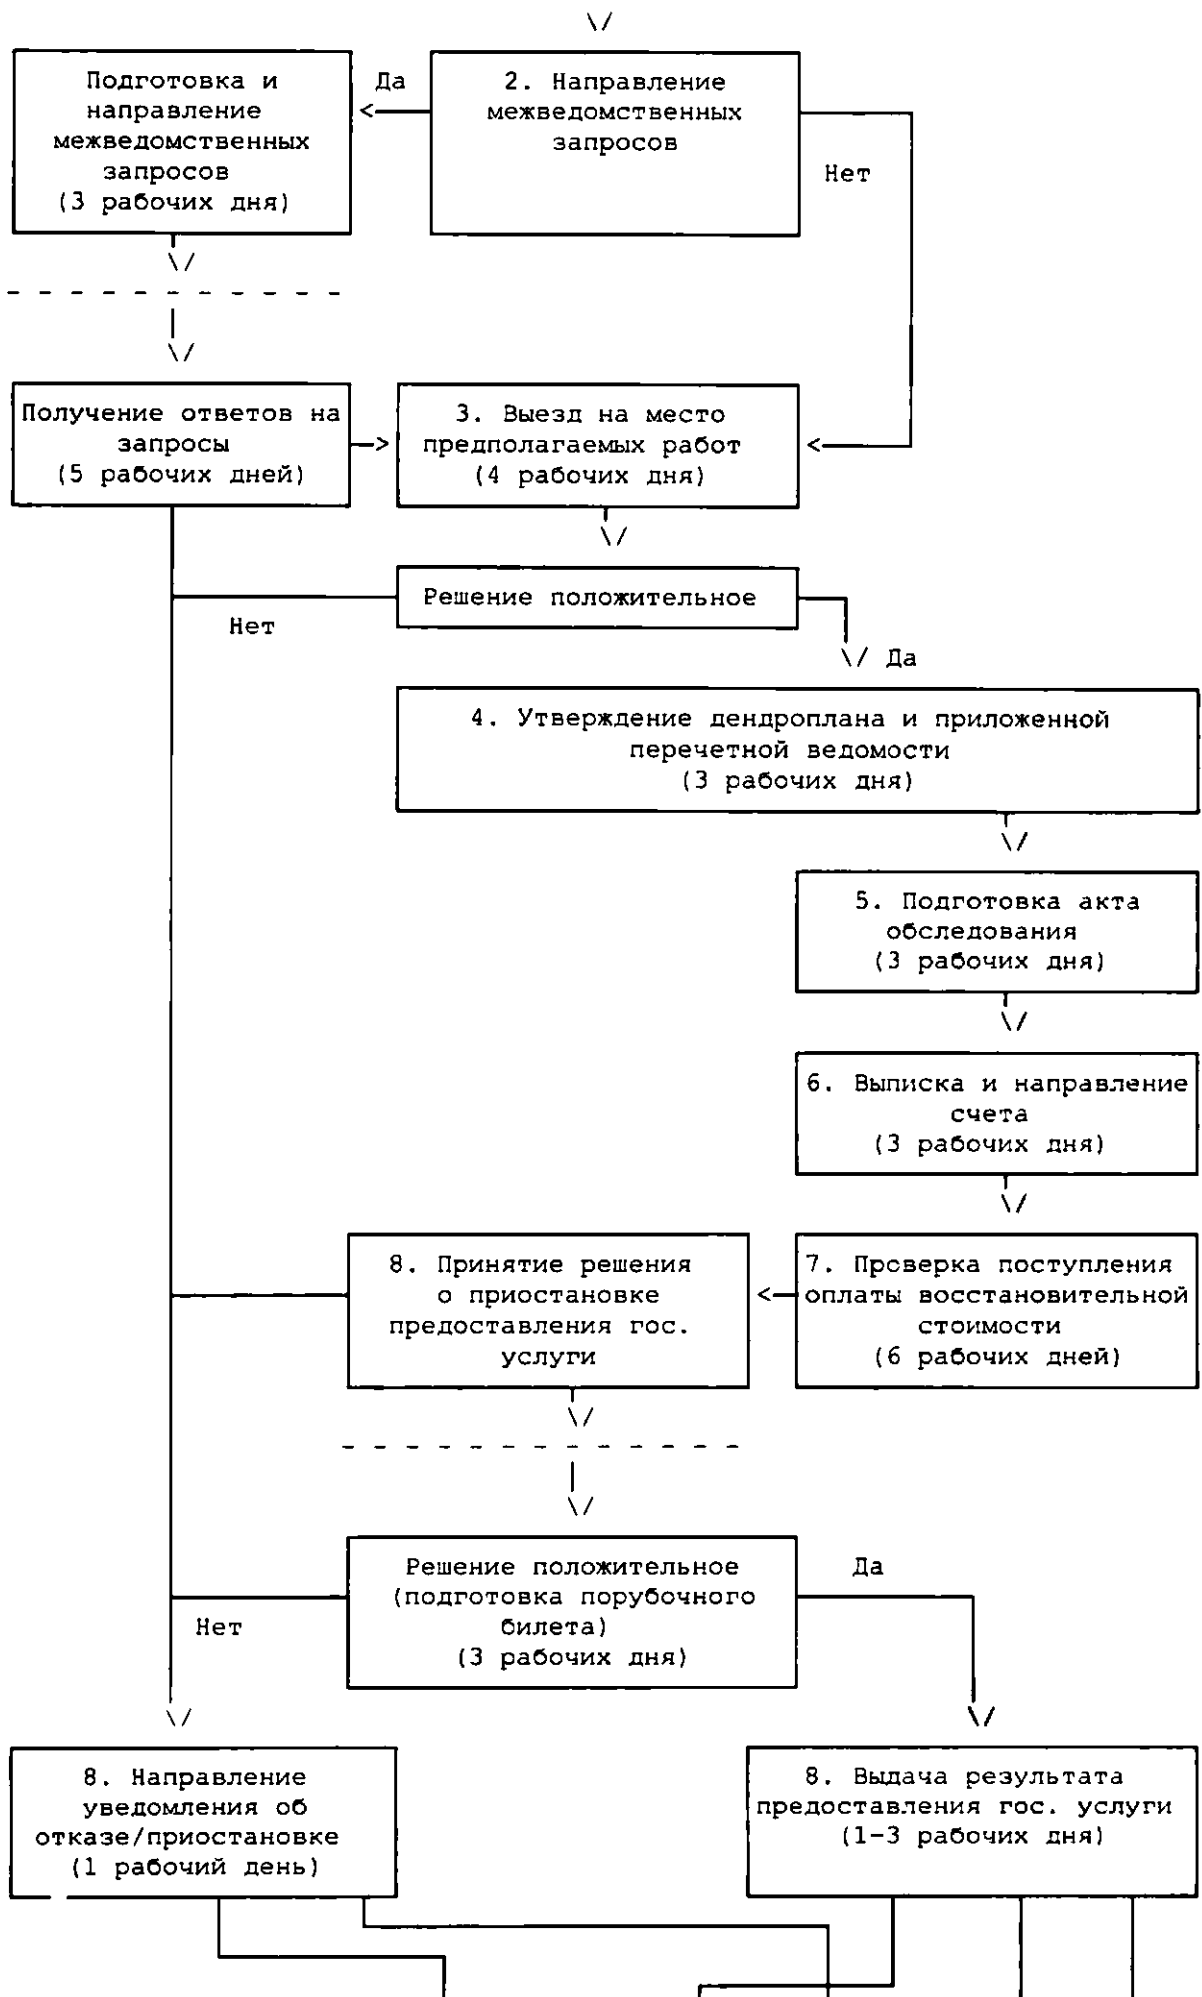 Подготовка и
направление
межведомственных
запросов
(3 рабочих дня)
Да
2. Направление
межведомственных
запросов
Нет
Получение ответов на
запросы
(5 рабочих дней)
3. Выезд на место
предполагаемых работ
(4 рабочих дня)
Решение положительное
Нет
Да
4. Утверждение дендроплана и приложенной
перечетной ведомости
(3 рабочих дня)
5. Подготовка акта
обследования
(3 рабочих дня)
6. Выписка и направление
счета
(3 рабочих дня)
8. Принятие решения
о приостановке
предоставления гос.
услуги
7. Проверка поступления
оплаты восстановительной
стоимости
(6 рабочих дней)
Решение положительное
(подготовка порубочного
билета)
(3 рабочих дня)
Да
Нет
8. Направление
уведомления об
отказе/приостановке
(1 рабочий день)
8. Выдача результата
предоставления гос. услуги
(1-3 рабочих дня)